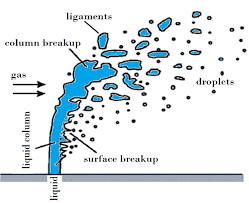 ligaments
column breakup
gas
droplets
liquid column
surface breakup
liquid